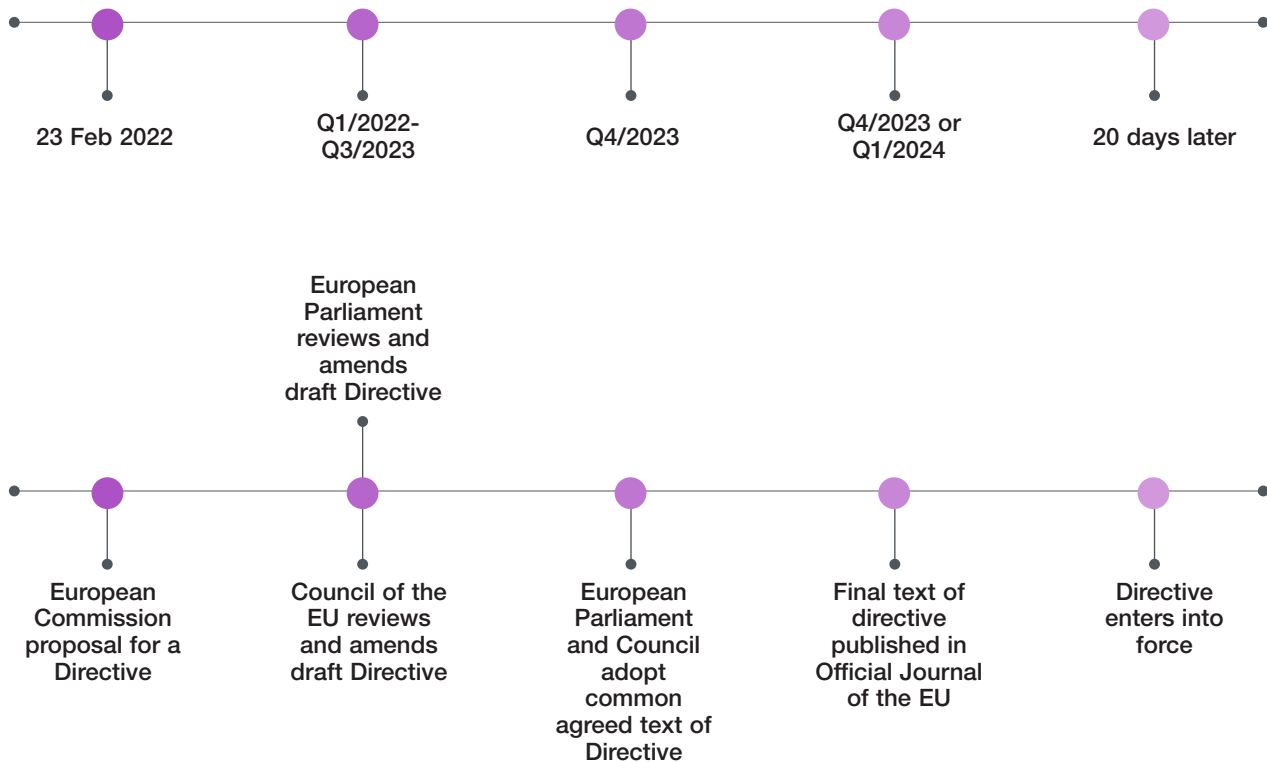 23 Feb 2022
Q1/2022-
Q3/2023
Q4/2023
Q4/2023 or
Q1/2024
20 days later
European
Parliament
reviews and
amends
draft Directive
European
Commission
proposal for a
Directive
Council of the
EU reviews
and amends
draft Directive
European
Parliament
and Council
adopt
common
agreed text of
Directive
Final text of
directive
published in
Official Journal
of the EU
Directive
enters into
force